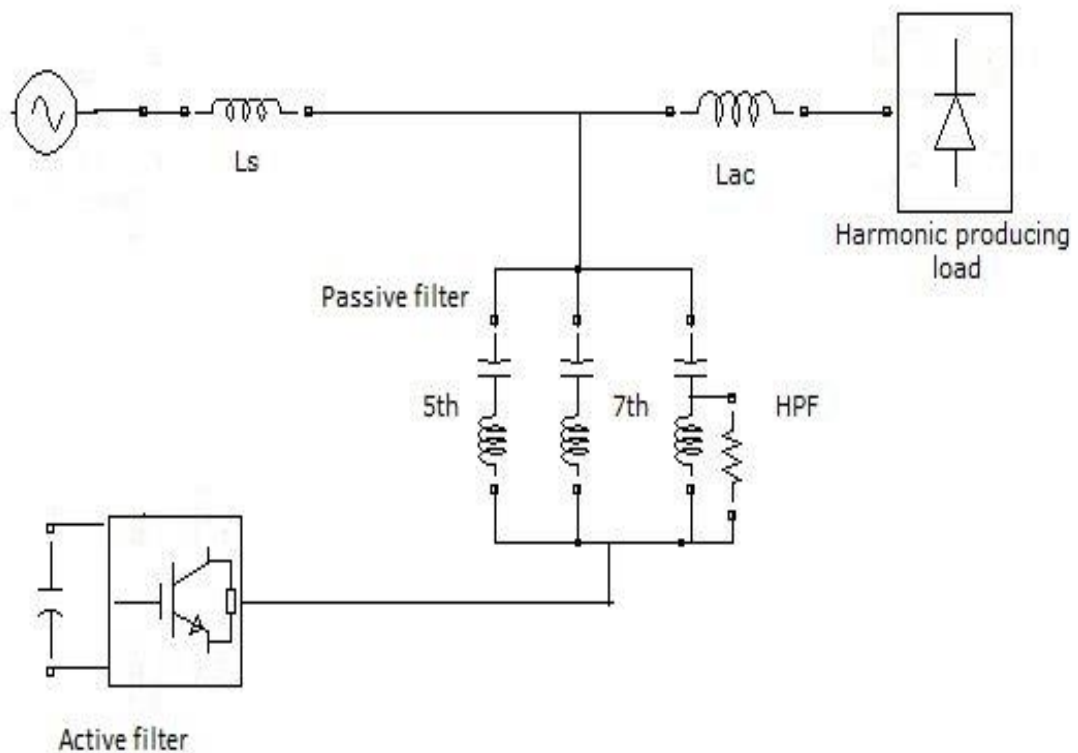 Ls
Lac
Harmonic producing
load
Passive filter
5th
7th
HPF
Active filter